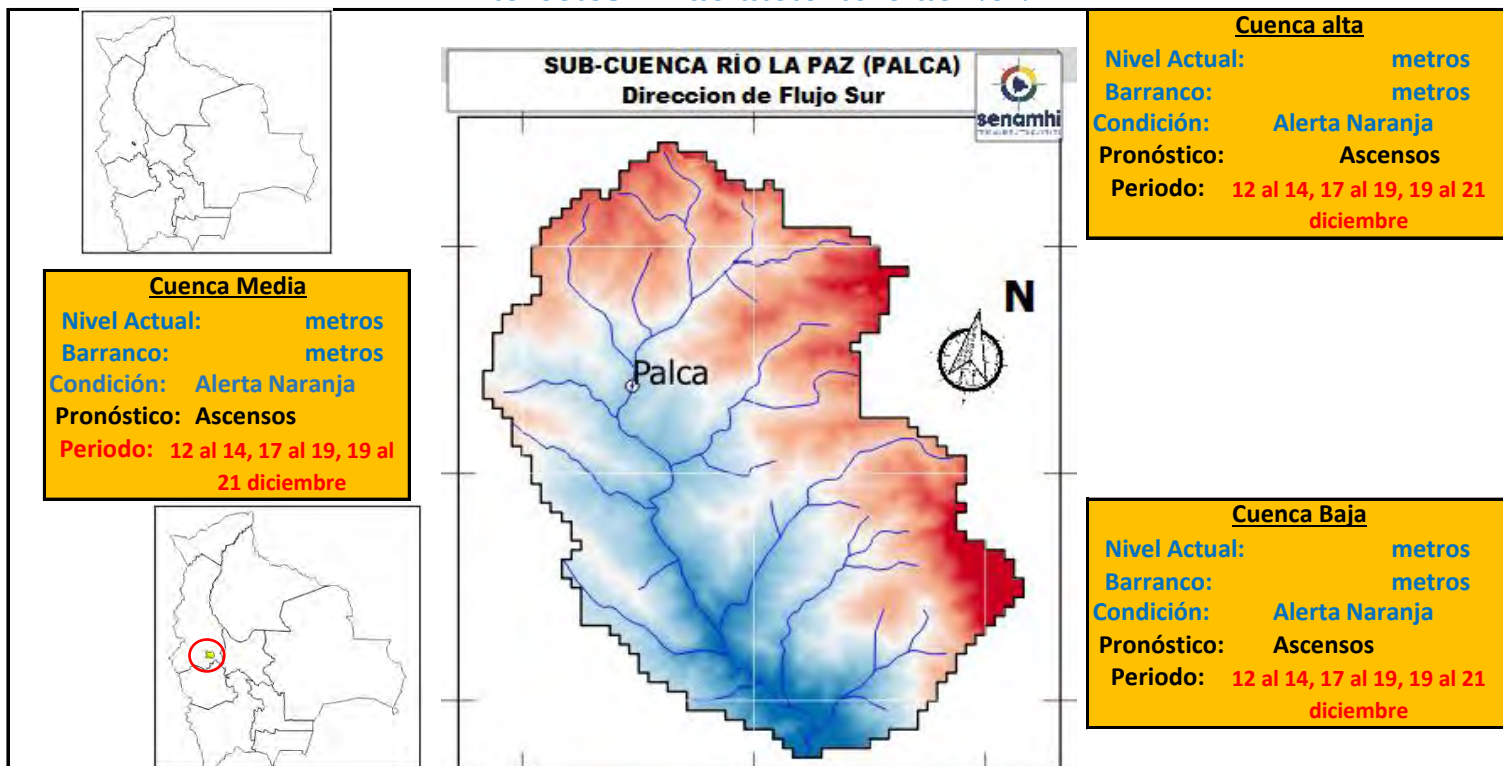 SUB-CUENCA RÍO LA PAZ (PALCA)
Direccion de Flujo Sur
senamhi
Cuenca alta
Nivel Actual: metros
Barranco: metros
Condición: Alerta Naranja
Pronóstico: Ascensos
Periodo: 12 al 14, 17 al 19, 19 al 21
diciembre
Cuenca Media
Nivel Actual: metros
Barranco: metros
Condición: Alerta Naranja
Pronóstico: Ascensos
Periodo: 12 al 14, 17 al 19, 19 al
21 diciembre
N
Palca
Cuenca Baja
Nivel Actual: metros
Barranco: metros
Condición: Alerta Naranja
Pronóstico: Ascensos
Periodo: 12 al 14, 17 al 19, 19 al 21
diciembre